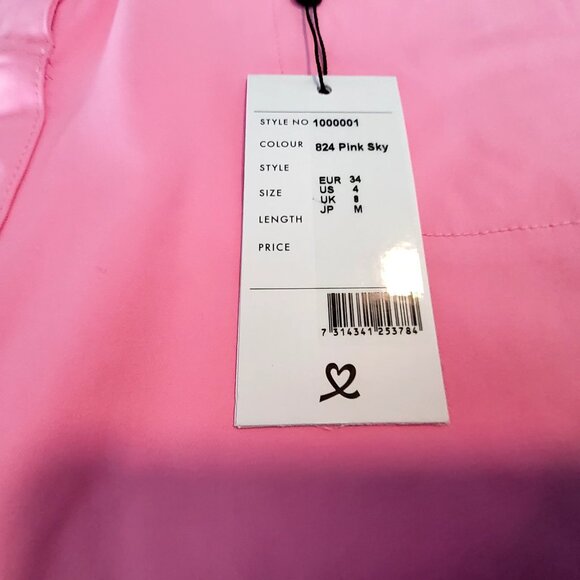 STYLE NO 1000001
COLOUR 824 Pink Sky
STYLE
SIZE EUR 34
US 4
UK 8
JP M
LENGTH
PRICE
7 314341 253784